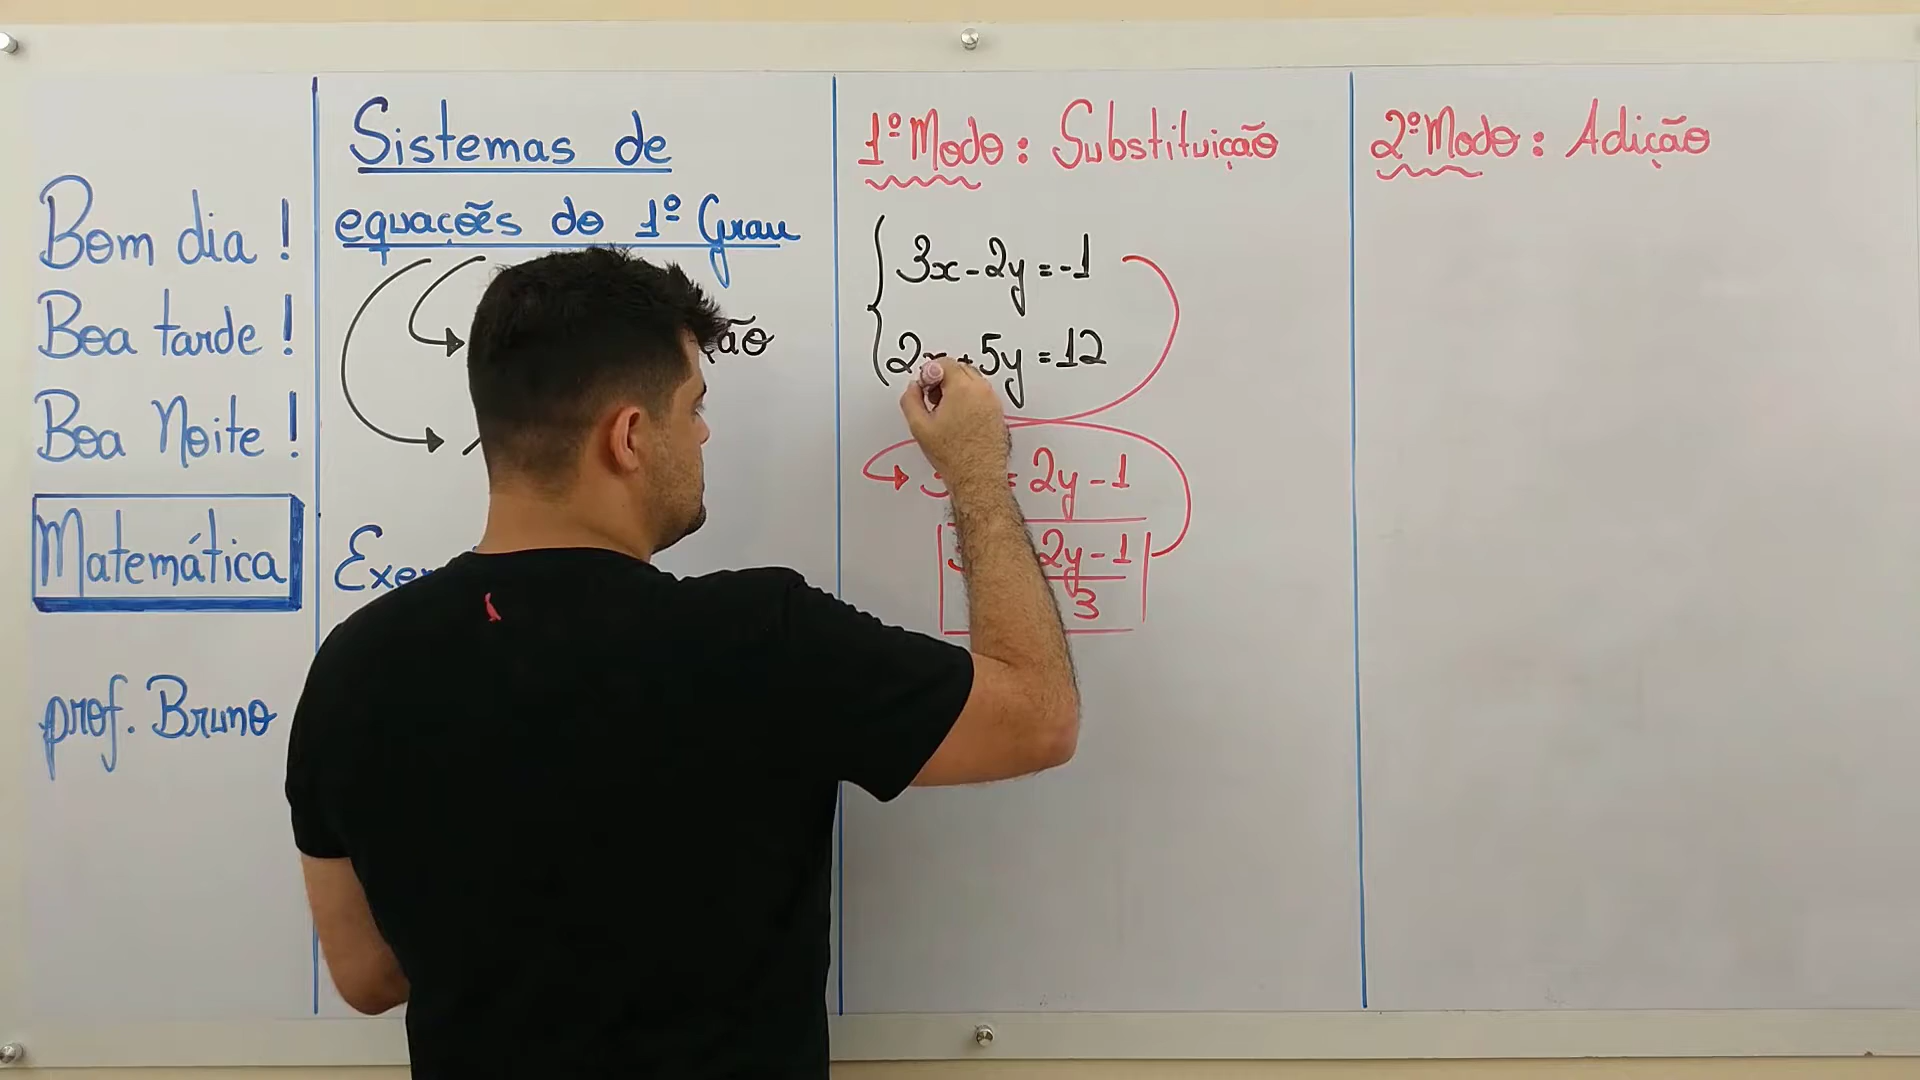 Bom dia!
Boa tarde!
Boa Noite!
Matemática
prof. Bruno
Sistemas de
equações do 1º Grau
1º Modo: Substituição
3x - 2y = -1
2x + 5y = 12
= 2y - 1
2y - 1
3
2º Modo: Adição